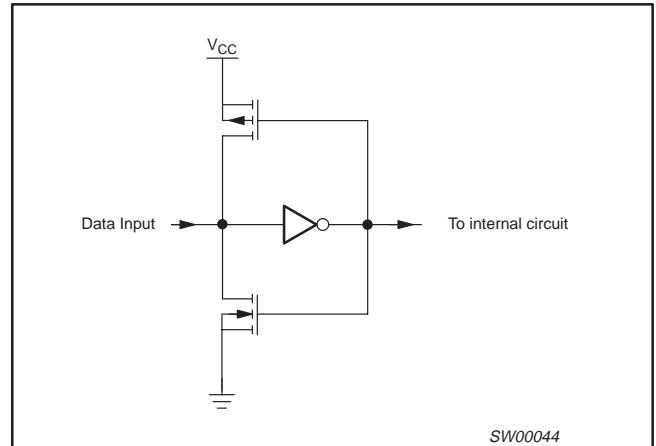 VCC
Data Input
To internal circuit
SW00044